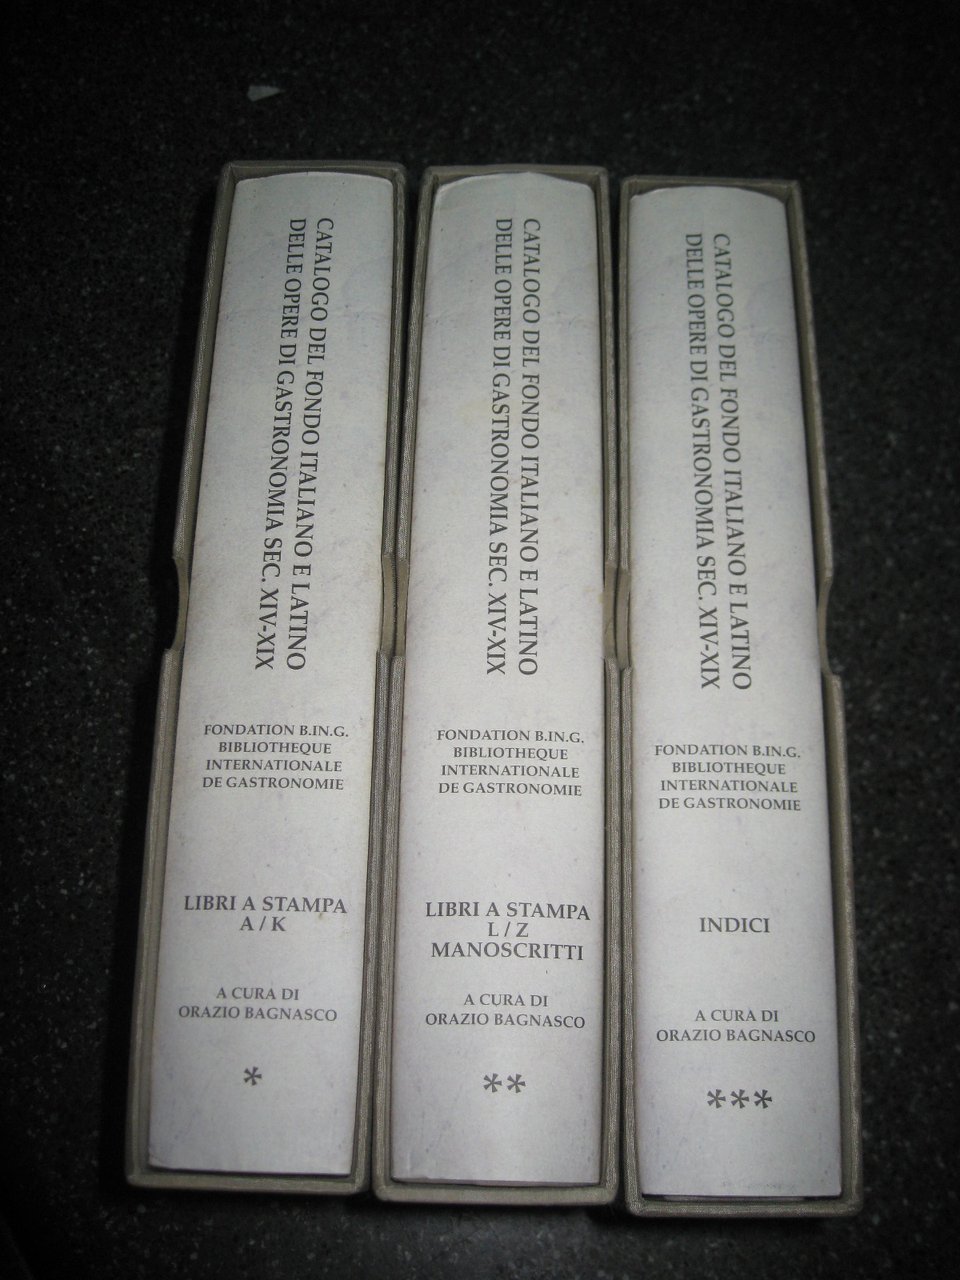 CATALOGO DEL FONDO ITALIANO E LATINO
DELLE OPERE DI GASTRONOMIA SEC. XIV-XIX
FONDATION B.IN.G.
BIBLIOTHEQUE
INTERNATIONALE
DE GASTRONOMIE
LIBRI A STAMPA
A / K
A CURA DI
ORAZIO BAGNASCO
*
CATALOGO DEL FONDO ITALIANO E LATINO
DELLE OPERE DI GASTRONOMIA SEC. XIV-XIX
FONDATION B.IN.G.
BIBLIOTHEQUE
INTERNATIONALE
DE GASTRONOMIE
LIBRI A STAMPA
L / Z
MANOSCRITTI
A CURA DI
ORAZIO BAGNASCO
**
CATALOGO DEL FONDO ITALIANO E LATINO
DELLE OPERE DI GASTRONOMIA SEC. XIV-XIX
FONDATION B.IN.G.
BIBLIOTHEQUE
INTERNATIONALE
DE GASTRONOMIE
INDICI
A CURA DI
ORAZIO BAGNASCO
***